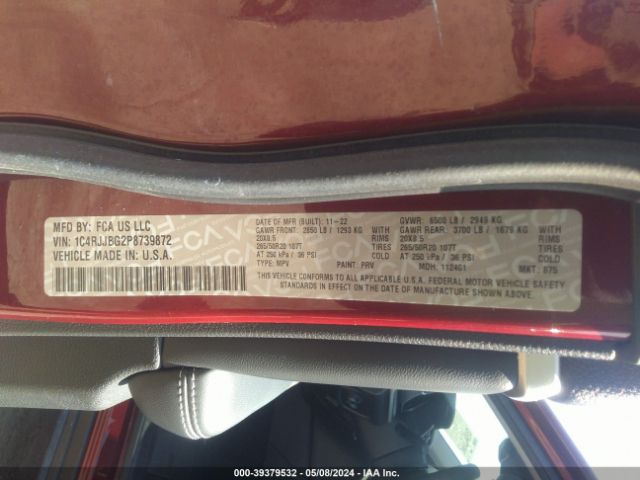 MFD BY: FCA US LLC
VIN: 1C4RJJBG2P8739872
VEHICLE MADE IN: U.S.A.
DATE OF MFR (BUILT): 11-22
GAWR FRONT: 2850 LB / 1293 KG WITH
20X8.5 TIRES
265/50R20 107T RIMS
AT 250 kPa / 36 PSI COLD
TYPE: MPV PAINT: PRV
GVWR: 6500 LB / 2949 KG
GAWR REAR: 3700 LB / 1679 KG WITH
20X8.5
265/50R20 107T TIRES
AT 250 kPa / 36 PSI COLD
MDH: 112461 MKT: 875
THIS VEHICLE CONFORMS TO ALL APPLICABLE U.S.A. FEDERAL MOTOR VEHICLE SAFETY
STANDARDS IN EFFECT ON THE DATE OF MANUFACTURE SHOWN ABOVE.
000-39379532 - 05/08/2024 - IAA Inc.